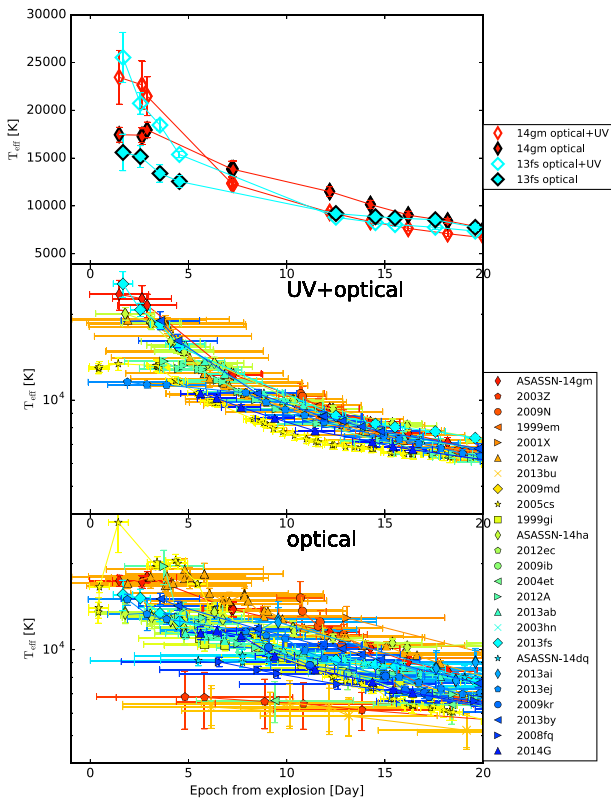 30000
25000
20000
15000
10000
5000
T_eff [K]
14gm optical+UV
14gm optical
13fs optical+UV
13fs optical
0 5 10 15 20
UV+optical
10^4
T_eff [K]
0 5 10 15 20
optical
10^4
T_eff [K]
0 5 10 15 20
Epoch from explosion [Day]
ASASSN-14gm
2003Z
2009N
1999em
2001X
2012aw
2013bu
2009md
2005cs
1999gi
ASASSN-14ha
2012ec
2009ib
2004et
2012A
2013ab
2003hn
2013fs
ASASSN-14dq
2013ai
2013ej
2009kr
2013by
2008fq
2014G